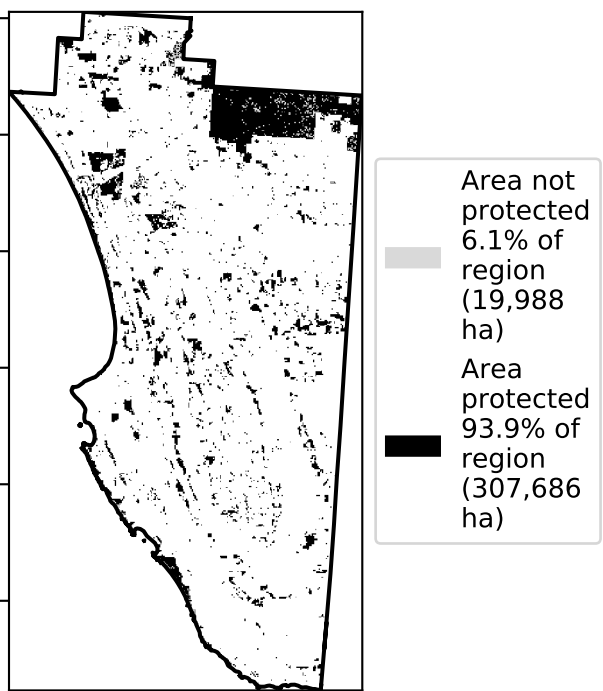 Area not
protected
6.1% of
region
(19,988
ha)
Area
protected
93.9% of
region
(307,686
ha)